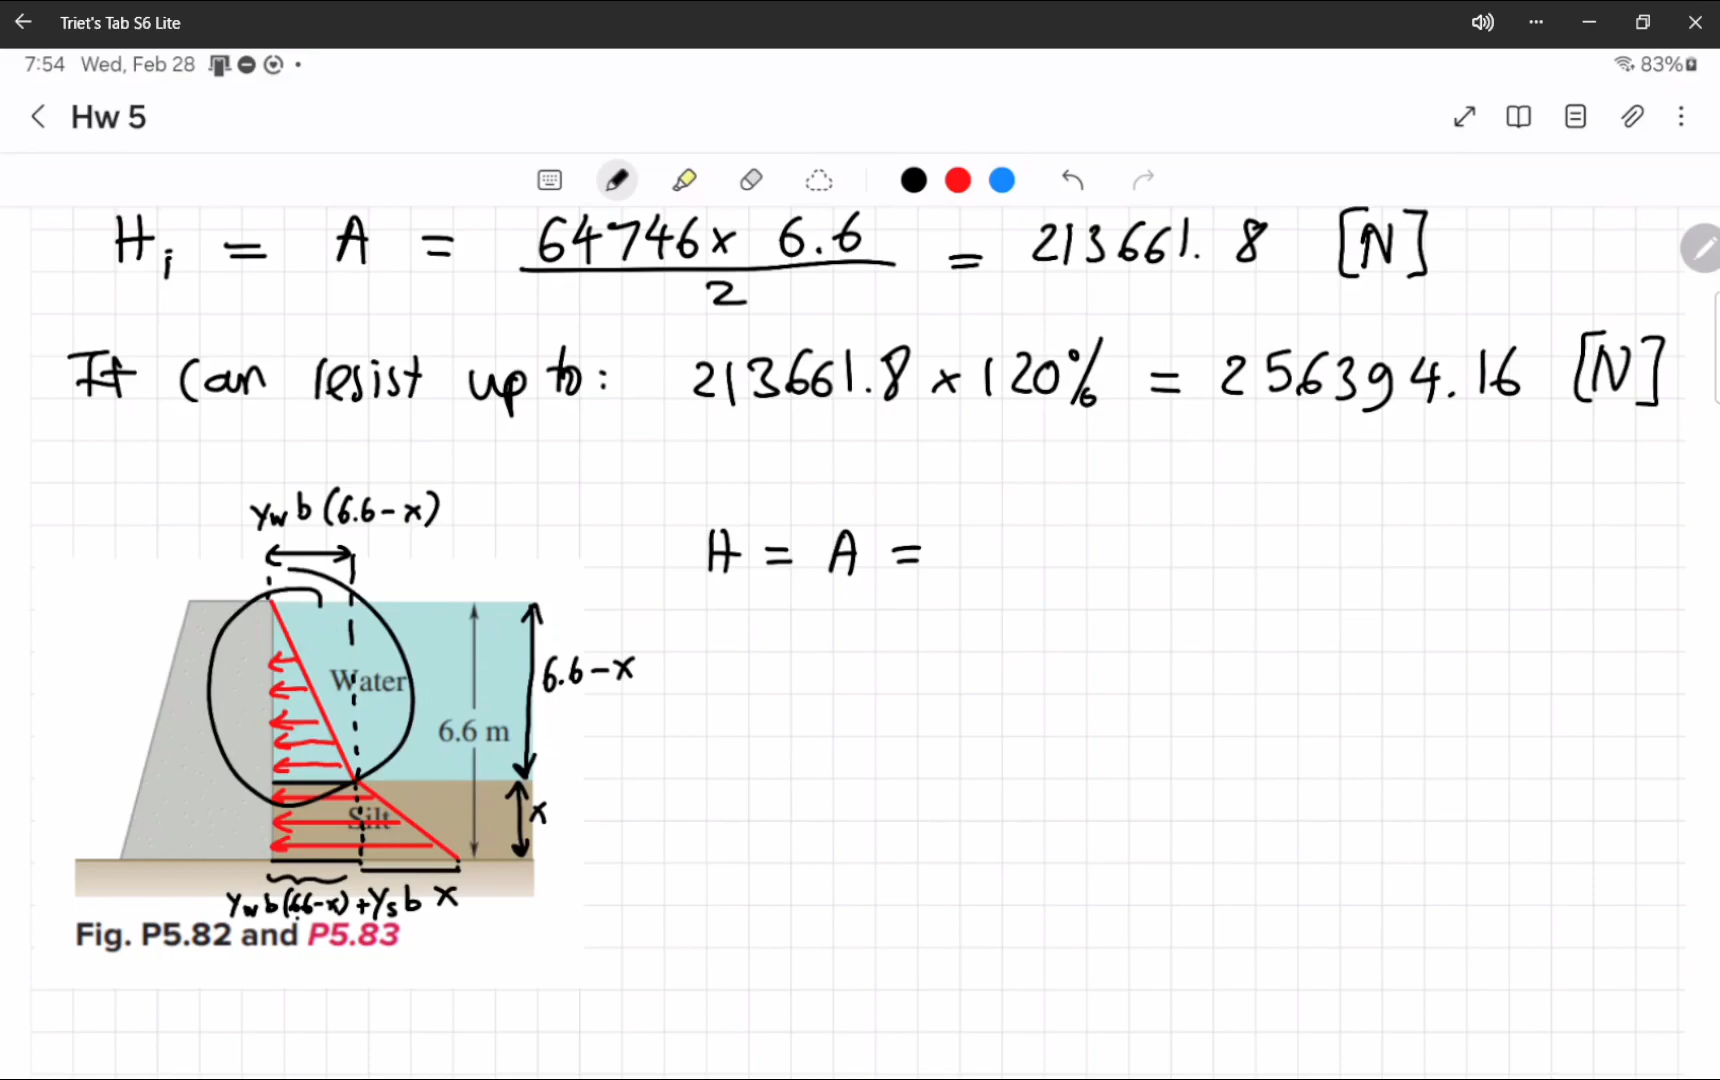 Triet's Tab S6 Lite
7:54 Wed, Feb 28
83%
Hw 5
Hi = A = 64746 x 6.6 / 2 = 213661.8 [N]
It can resist up to: 213661.8 x 120% = 256394.16 [N]
γw b (6.6-x)
H = A =
Water
6.6-x
6.6 m
x
Silt
γw b (6.6-x) + γs b x
Fig. P5.82 and P5.83